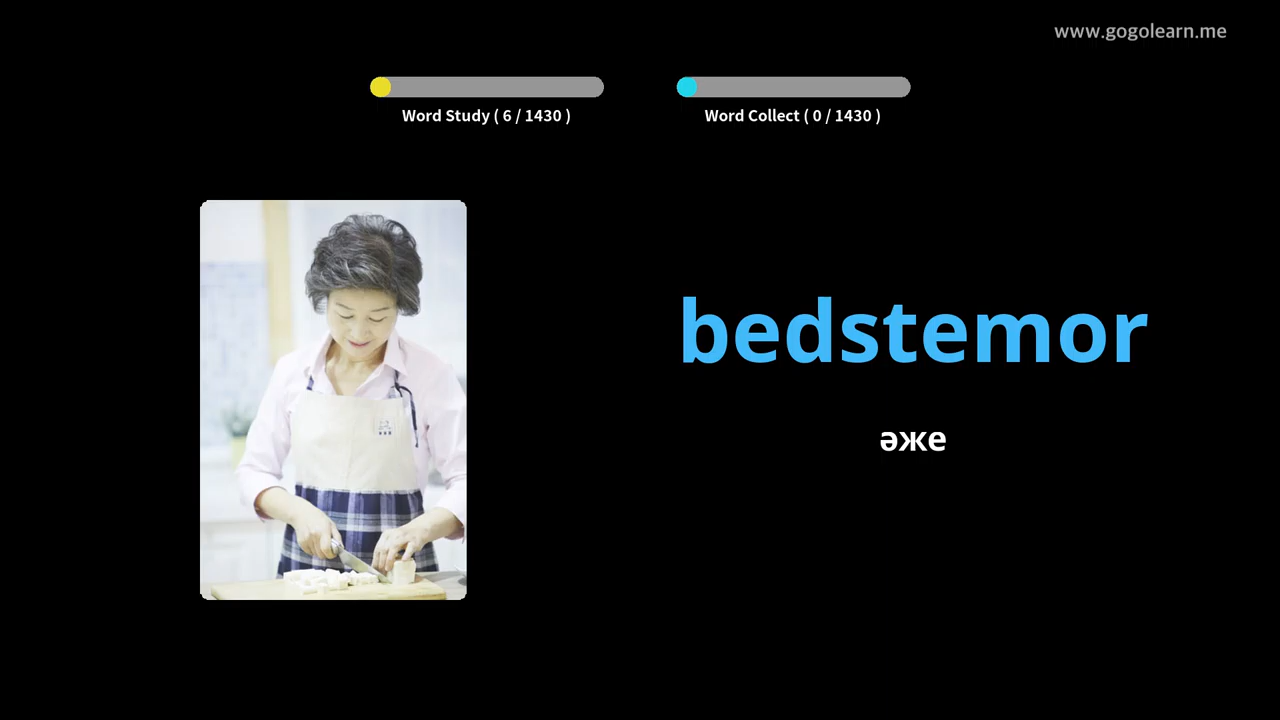 www.gogolearn.me
Word Study ( 6 / 1430 )
Word Collect ( 0 / 1430 )
bedstemor
әже